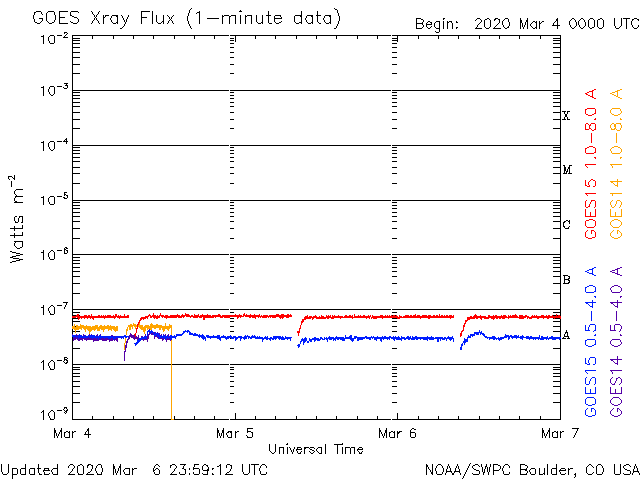 GOES Xray Flux (1-minute data)
Begin: 2020 Mar 4 0000 UTC
10⁻²
10⁻³
10⁻⁴
10⁻⁵
10⁻⁶
10⁻⁷
10⁻⁸
10⁻⁹
Watts m⁻²
X
M
C
B
A
GOES15 1.0-8.0 A
GOES14 1.0-8.0 A
GOES15 0.5-4.0 A
GOES14 0.5-4.0 A
Mar 4 Mar 5 Mar 6 Mar 7
Universal Time
Updated 2020 Mar 6 23:59:12 UTC
NOAA/SWPC Boulder, CO USA